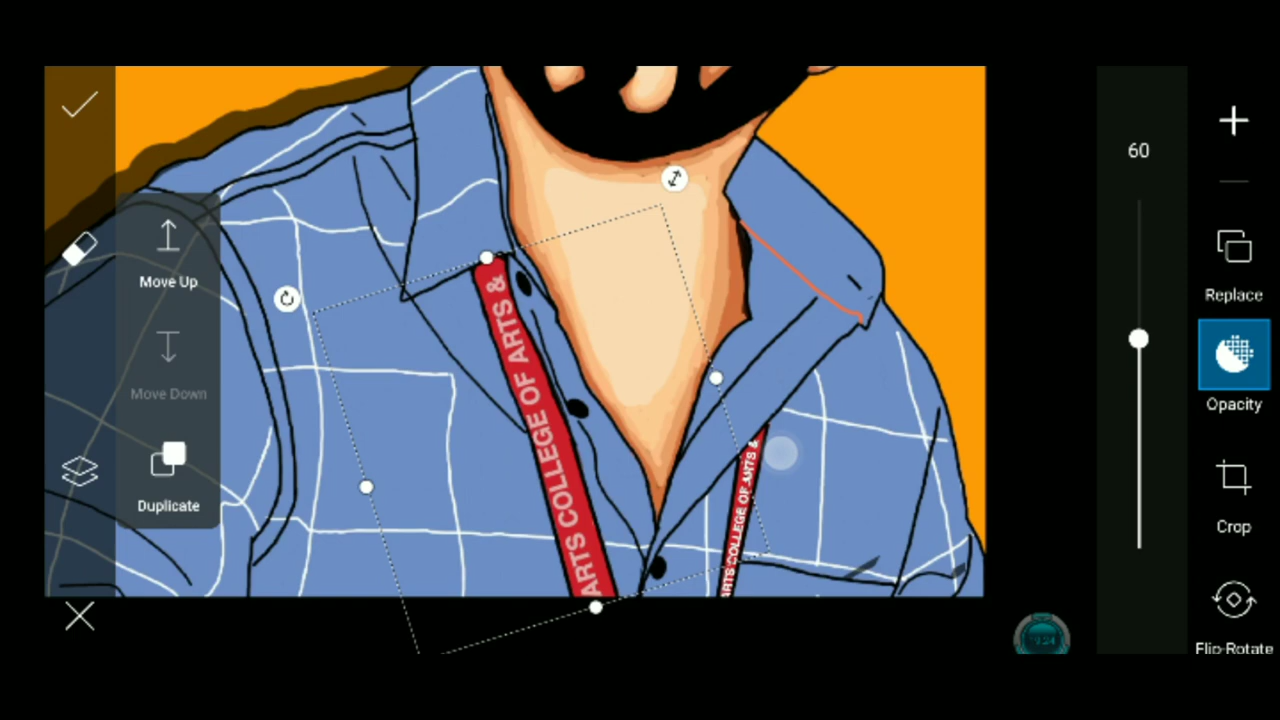 60
Move Up
Move Down
Duplicate
Replace
Opacity
Crop
Flip-Rotate
ARTS COLLEGE OF ARTS &
ARTS COLLEGE OF ARTS &